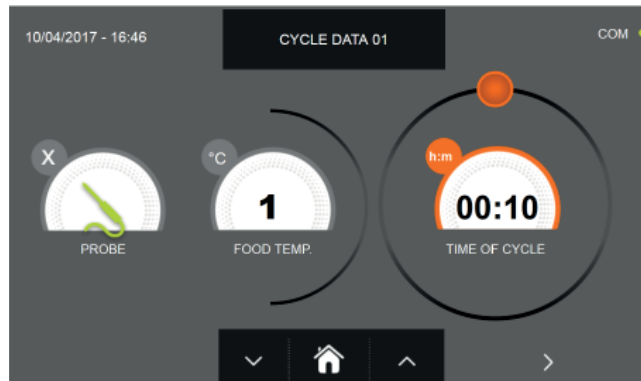 10/04/2017 - 16:46
CYCLE DATA 01
COM
X
°C
1
h:m
00:10
PROBE
FOOD TEMP.
TIME OF CYCLE